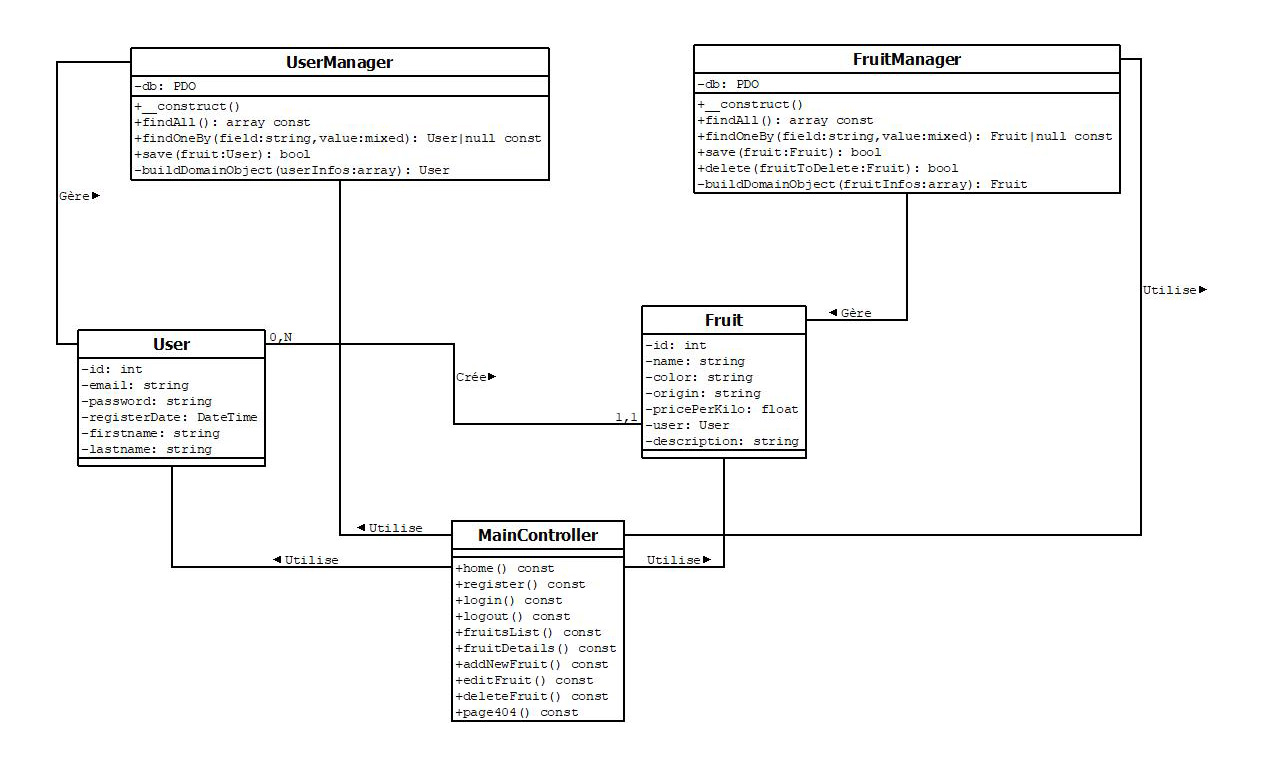 UserManager
-db: PDO
+__construct()
+findAll(): array const
+findOneBy(field:string,value:mixed): User|null const
+save(fruit:User): bool
-buildDomainObject(userInfos:array): User
FruitManager
-db: PDO
+__construct()
+findAll(): array const
+findOneBy(field:string,value:mixed): Fruit|null const
+save(fruit:Fruit): bool
+delete(fruitToDelete:Fruit): bool
-buildDomainObject(fruitInfos:array): Fruit
Gère►
Utilise►
◄Gère
User
-id: int
-email: string
-password: string
-registerDate: DateTime
-firstname: string
-lastname: string
0,N
Crée►
1,1
Fruit
-id: int
-name: string
-color: string
-origin: string
-pricePerKilo: float
-user: User
-description: string
◄Utilise
◄Utilise
Utilise►
MainController
+home() const
+register() const
+login() const
+logout() const
+fruitsList() const
+fruitDetails() const
+addNewFruit() const
+editFruit() const
+deleteFruit() const
+page404() const